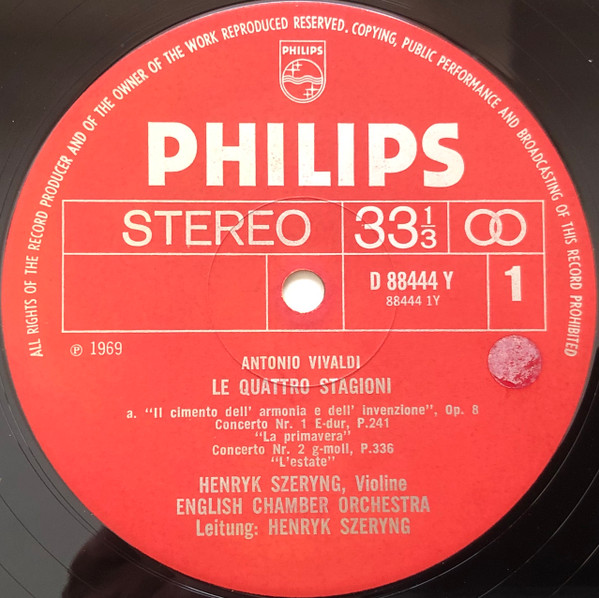 ALL RIGHTS OF THE RECORD PRODUCER AND OF THE OWNER OF THE WORK REPRODUCED RESERVED. COPYING, PUBLIC PERFORMANCE AND BROADCASTING OF THIS RECORD PROHIBITED
PHILIPS
PHILIPS
STEREO 33⅓
D 88444 Y
88444 1Y
1
℗ 1969
ANTONIO VIVALDI
LE QUATTRO STAGIONI
a. "Il cimento dell' armonia e dell' invenzione", Op. 8
Concerto Nr. 1 E-dur, P.241
"La primavera"
Concerto Nr. 2 g-moll, P.336
"L'estate"
HENRYK SZERYNG, Violine
ENGLISH CHAMBER ORCHESTRA
Leitung: HENRYK SZERYNG